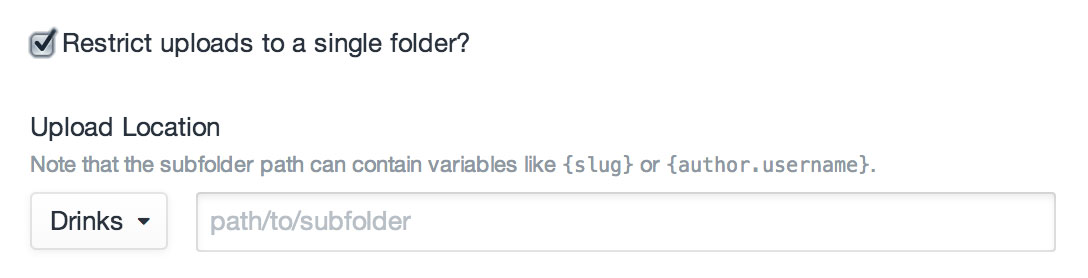 Restrict uploads to a single folder?
Upload Location
Note that the subfolder path can contain variables like {slug} or {author.username}.
Drinks path/to/subfolder